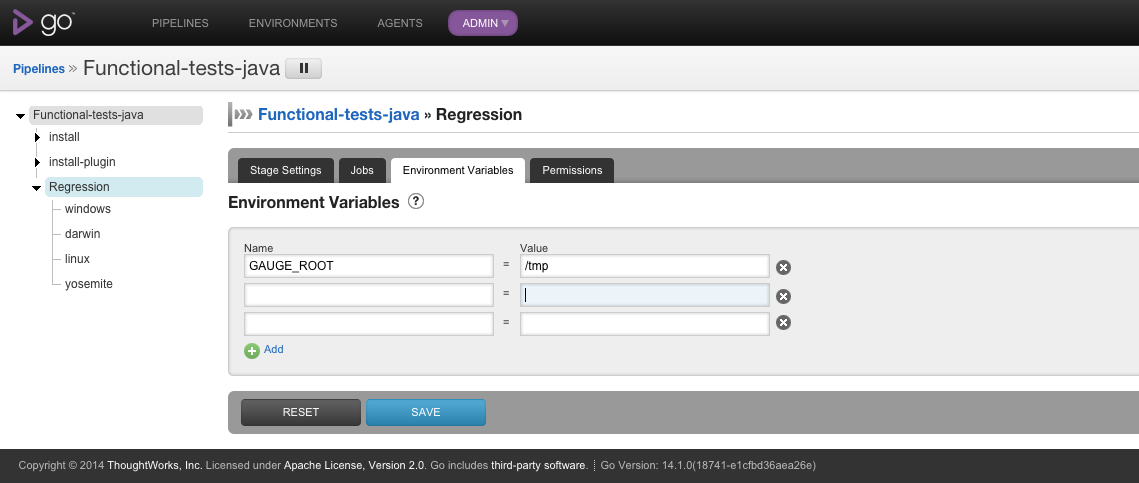 go™ PIPELINES ENVIRONMENTS AGENTS ADMIN
Pipelines » Functional-tests-java
Functional-tests-java
install
install-plugin
Regression
windows
darwin
linux
yosemite
Functional-tests-java » Regression
Stage Settings Jobs Environment Variables Permissions
Environment Variables ?
Name Value
GAUGE_ROOT = /tmp
=
=
Add
RESET SAVE
Copyright © 2014 ThoughtWorks, Inc. Licensed under Apache License, Version 2.0. Go includes third-party software. Go Version: 14.1.0(18741-e1cfbd36aea26e)